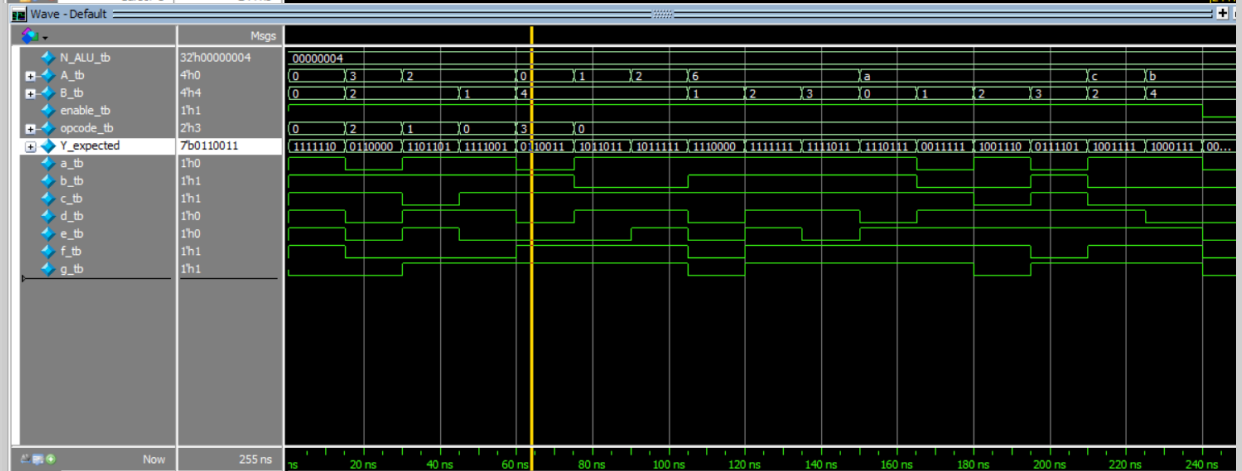 Wave - Default
Msgs
N_ALU_tb 32'h00000004 00000004
A_tb 4'h0 0 3 2 0 1 2 6 a c b
B_tb 4'h4 0 2 1 4 1 2 3 0 1 2 3 2 4
enable_tb 1'h1
opcode_tb 2'h3 0 2 1 0 3 0
Y_expected 7'b0110011 1111110 0110000 1101101 1111001 0110011 1011011 1011111 1110000 1111111 1111011 1110111 0011111 1001110 0111101 1001111 1000111 00...
a_tb 1'h0
b_tb 1'h1
c_tb 1'h1
d_tb 1'h0
e_tb 1'h0
f_tb 1'h1
g_tb 1'h1
Now 255 ns ns 20 ns 40 ns 60 ns 80 ns 100 ns 120 ns 140 ns 160 ns 180 ns 200 ns 220 ns 240 ns